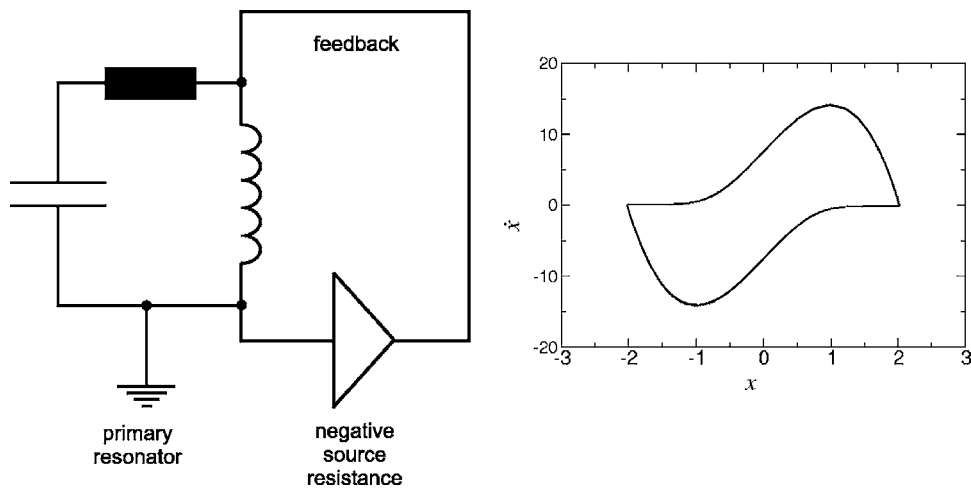 feedback
primary
resonator
negative
source
resistance
20
10
0
-10
-20
-3
-2
-1
0
1
2
3
ẋ
x